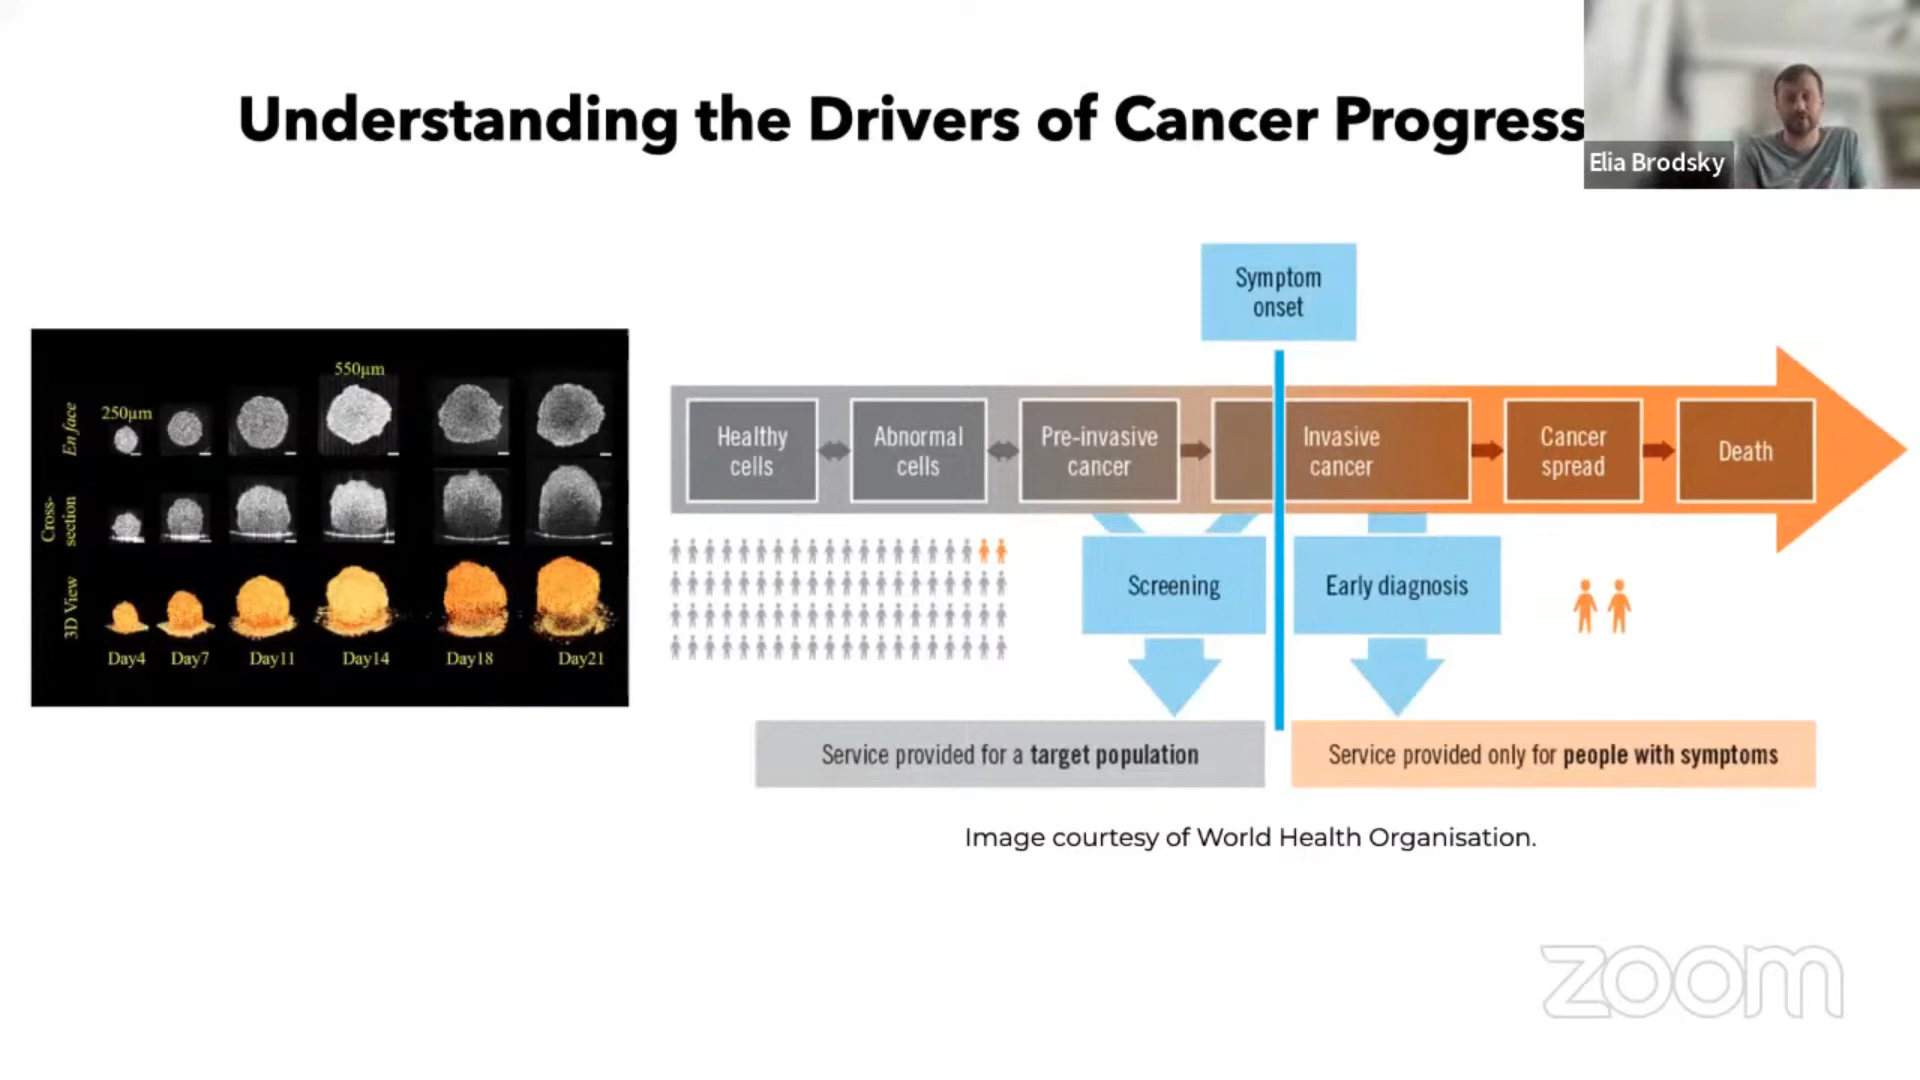 Understanding the Drivers of Cancer Progress
Elia Brodsky
550µm
250µm
En face
Cross-
section
3D View
Day4 Day7 Day11 Day14 Day18 Day21
Symptom
onset
Healthy
cells
Abnormal
cells
Pre-invasive
cancer
Invasive
cancer
Cancer
spread
Death
Screening
Early diagnosis
Service provided for a target population
Service provided only for people with symptoms
Image courtesy of World Health Organisation.
zoom